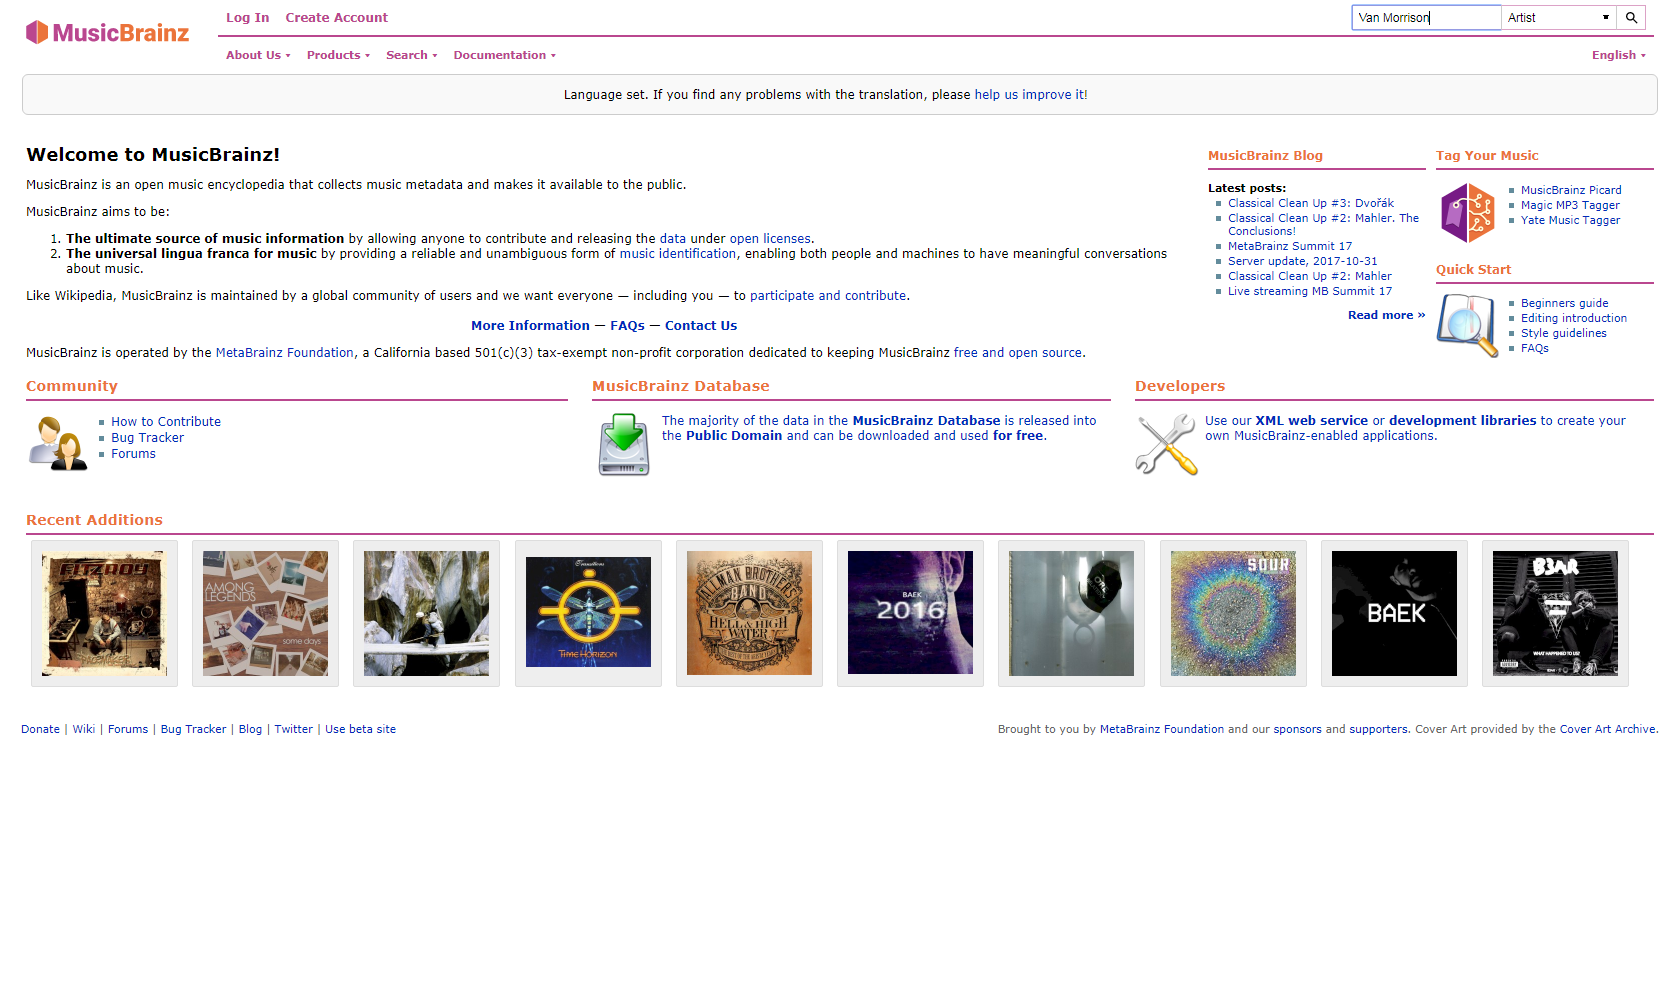 MusicBrainz
Log In Create Account
Van Morrison Artist
About Us Products Search Documentation English
Language set. If you find any problems with the translation, please help us improve it!
Welcome to MusicBrainz!
MusicBrainz is an open music encyclopedia that collects music metadata and makes it available to the public.
MusicBrainz aims to be:
1. The ultimate source of music information by allowing anyone to contribute and releasing the data under open licenses.
2. The universal lingua franca for music by providing a reliable and unambiguous form of music identification, enabling both people and machines to have meaningful conversations
about music.
Like Wikipedia, MusicBrainz is maintained by a global community of users and we want everyone — including you — to participate and contribute.
More Information — FAQs — Contact Us
MusicBrainz is operated by the MetaBrainz Foundation, a California based 501(c)(3) tax-exempt non-profit corporation dedicated to keeping MusicBrainz free and open source.
MusicBrainz Blog
Latest posts:
Classical Clean Up #3: Dvořák
Classical Clean Up #2: Mahler. The
Conclusions!
MetaBrainz Summit 17
Server update, 2017-10-31
Classical Clean Up #2: Mahler
Live streaming MB Summit 17
Read more »
Tag Your Music
MusicBrainz Picard
Magic MP3 Tagger
Yate Music Tagger
Quick Start
Beginners guide
Editing introduction
Style guidelines
FAQs
Community
How to Contribute
Bug Tracker
Forums
MusicBrainz Database
The majority of the data in the MusicBrainz Database is released into
the Public Domain and can be downloaded and used for free.
Developers
Use our XML web service or development libraries to create your
own MusicBrainz-enabled applications.
Recent Additions
FLTZROY
AMONG
LEGENDS
some days
Transitions
TIME HORIZON
ALLMAN BROTHERS
BAND
HELL & HIGH
WATER
BAEK
2016
SOUR
BAEK
B3AR
WHAT HAPPENED TO US?
Donate | Wiki | Forums | Bug Tracker | Blog | Twitter | Use beta site
Brought to you by MetaBrainz Foundation and our sponsors and supporters. Cover Art provided by the Cover Art Archive.